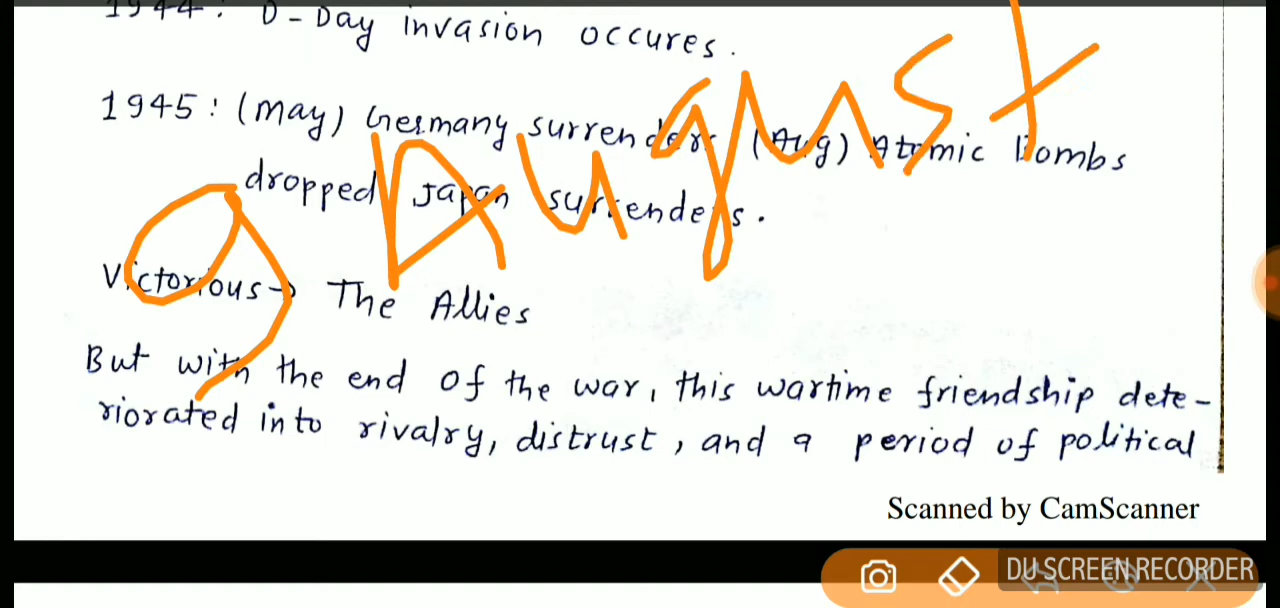 1944: D-Day invasion occures.
1945: (May) Germany surrenders (Aug) Atomic Bombs
dropped Japan surrenders.
Victorious → The Allies
But with the end of the war, this wartime friendship dete-
riorated into rivalry, distrust, and a period of political
9 August
Scanned by CamScanner
DU SCREEN RECORDER